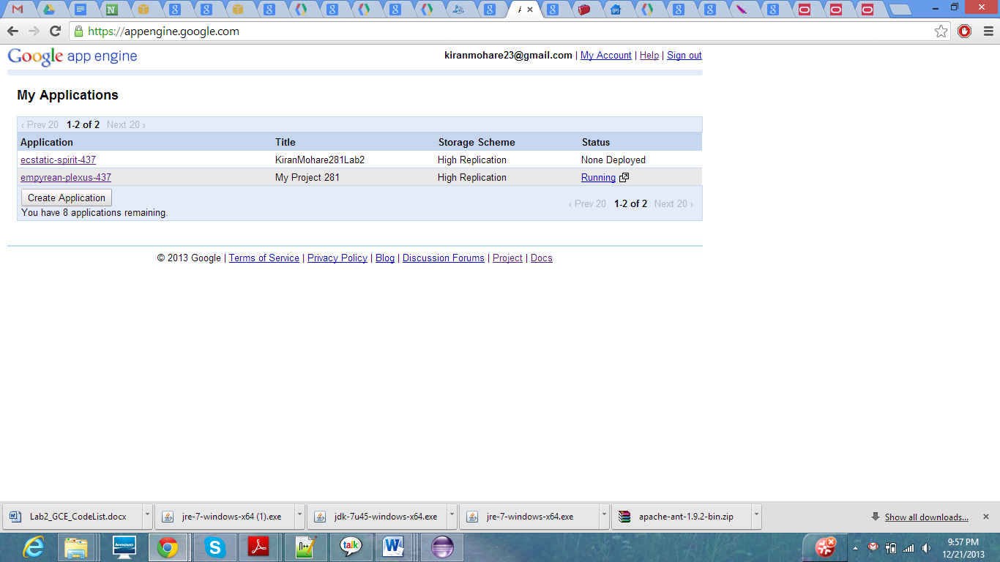 https://appengine.google.com
Google app engine
kiranmohare23@gmail.com | My Account | Help | Sign out
My Applications
‹ Prev 20 1-2 of 2 Next 20 ›
Application Title Storage Scheme Status
ecstatic-spirit-437 KiranMohare281Lab2 High Replication None Deployed
empyrean-plexus-437 My Project 281 High Replication Running
Create Application
‹ Prev 20 1-2 of 2 Next 20 ›
You have 8 applications remaining.
© 2013 Google | Terms of Service | Privacy Policy | Blog | Discussion Forums | Project | Docs
Lab2_GCE_CodeList.docx jre-7-windows-x64 (1).exe jdk-7u45-windows-x64.exe jre-7-windows-x64.exe apache-ant-1.9.2-bin.zip Show all downloads...
lenovo
talk
9:57 PM
12/21/2013